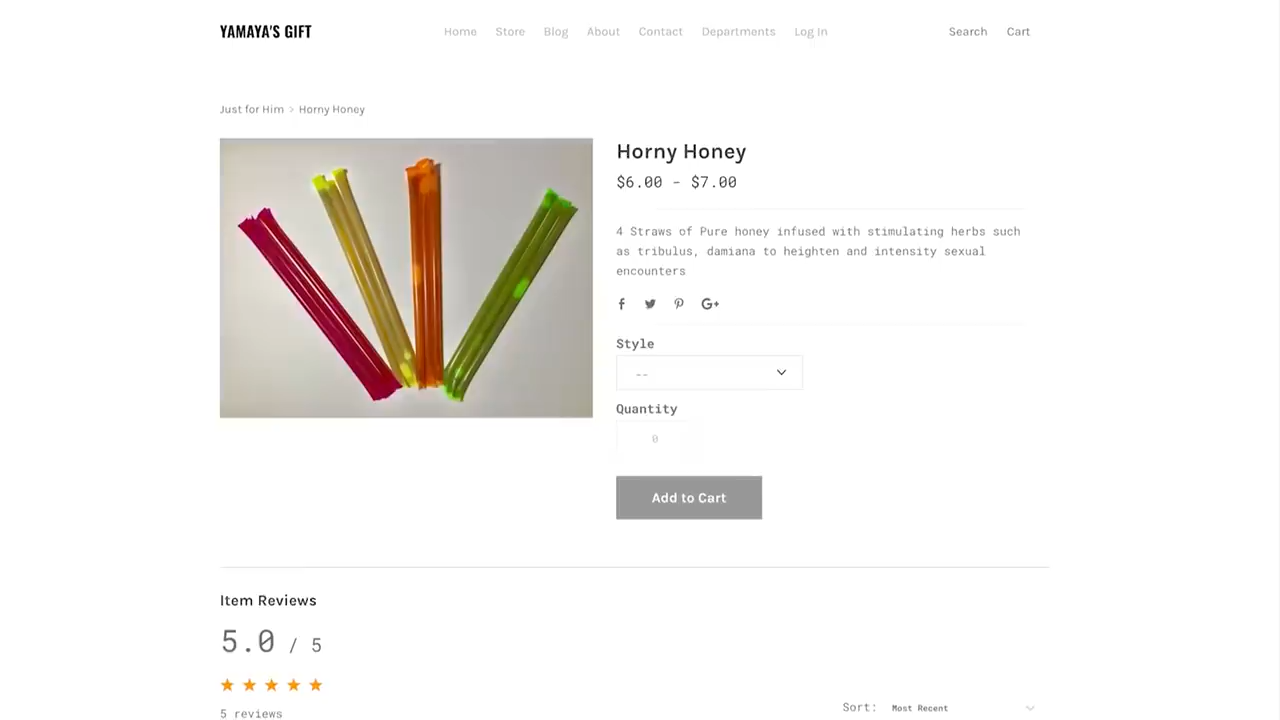 YAMAYA'S GIFT
Home Store Blog About Contact Departments Log In
Search Cart
Just for Him > Horny Honey
Horny Honey
$6.00 – $7.00
4 Straws of Pure honey infused with stimulating herbs such
as tribulus, damiana to heighten and intensity sexual
encounters
Style
--
Quantity
0
Add to Cart
Item Reviews
5.0 / 5
5 reviews
Sort: Most Recent